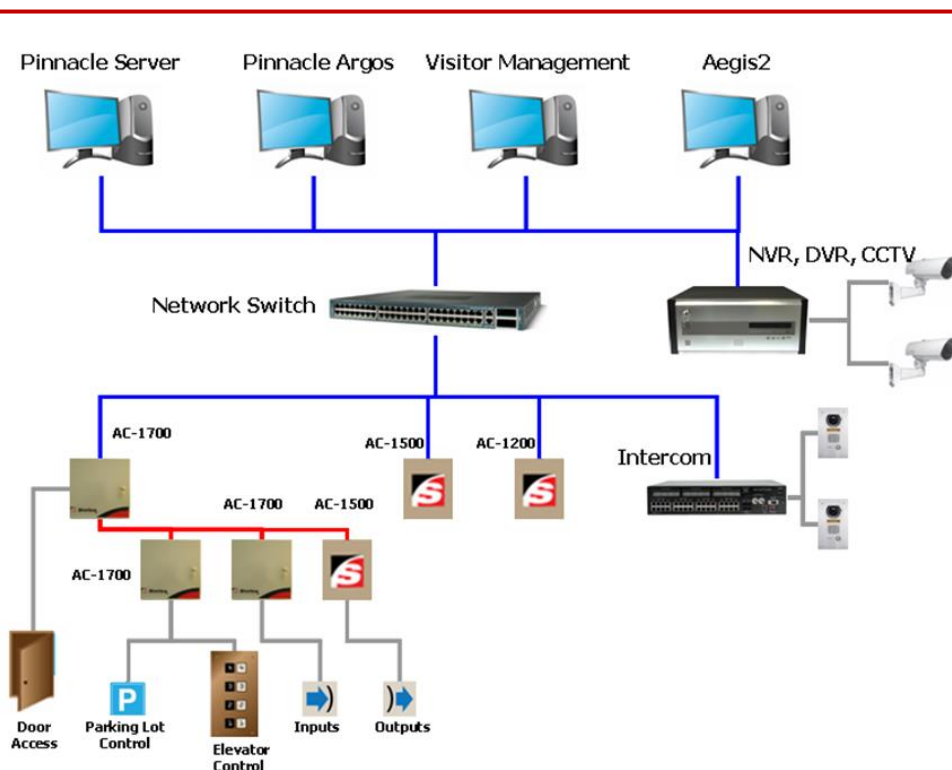 Pinnacle Server
Pinnacle Argos
Visitor Management
Aegis2
NVR, DVR, CCTV
Network Switch
AC-1700
AC-1500
AC-1200
Intercom
AC-1700
AC-1500
AC-1700
P
Door
Access
Parking Lot
Control
Elevator
Control
Inputs
Outputs